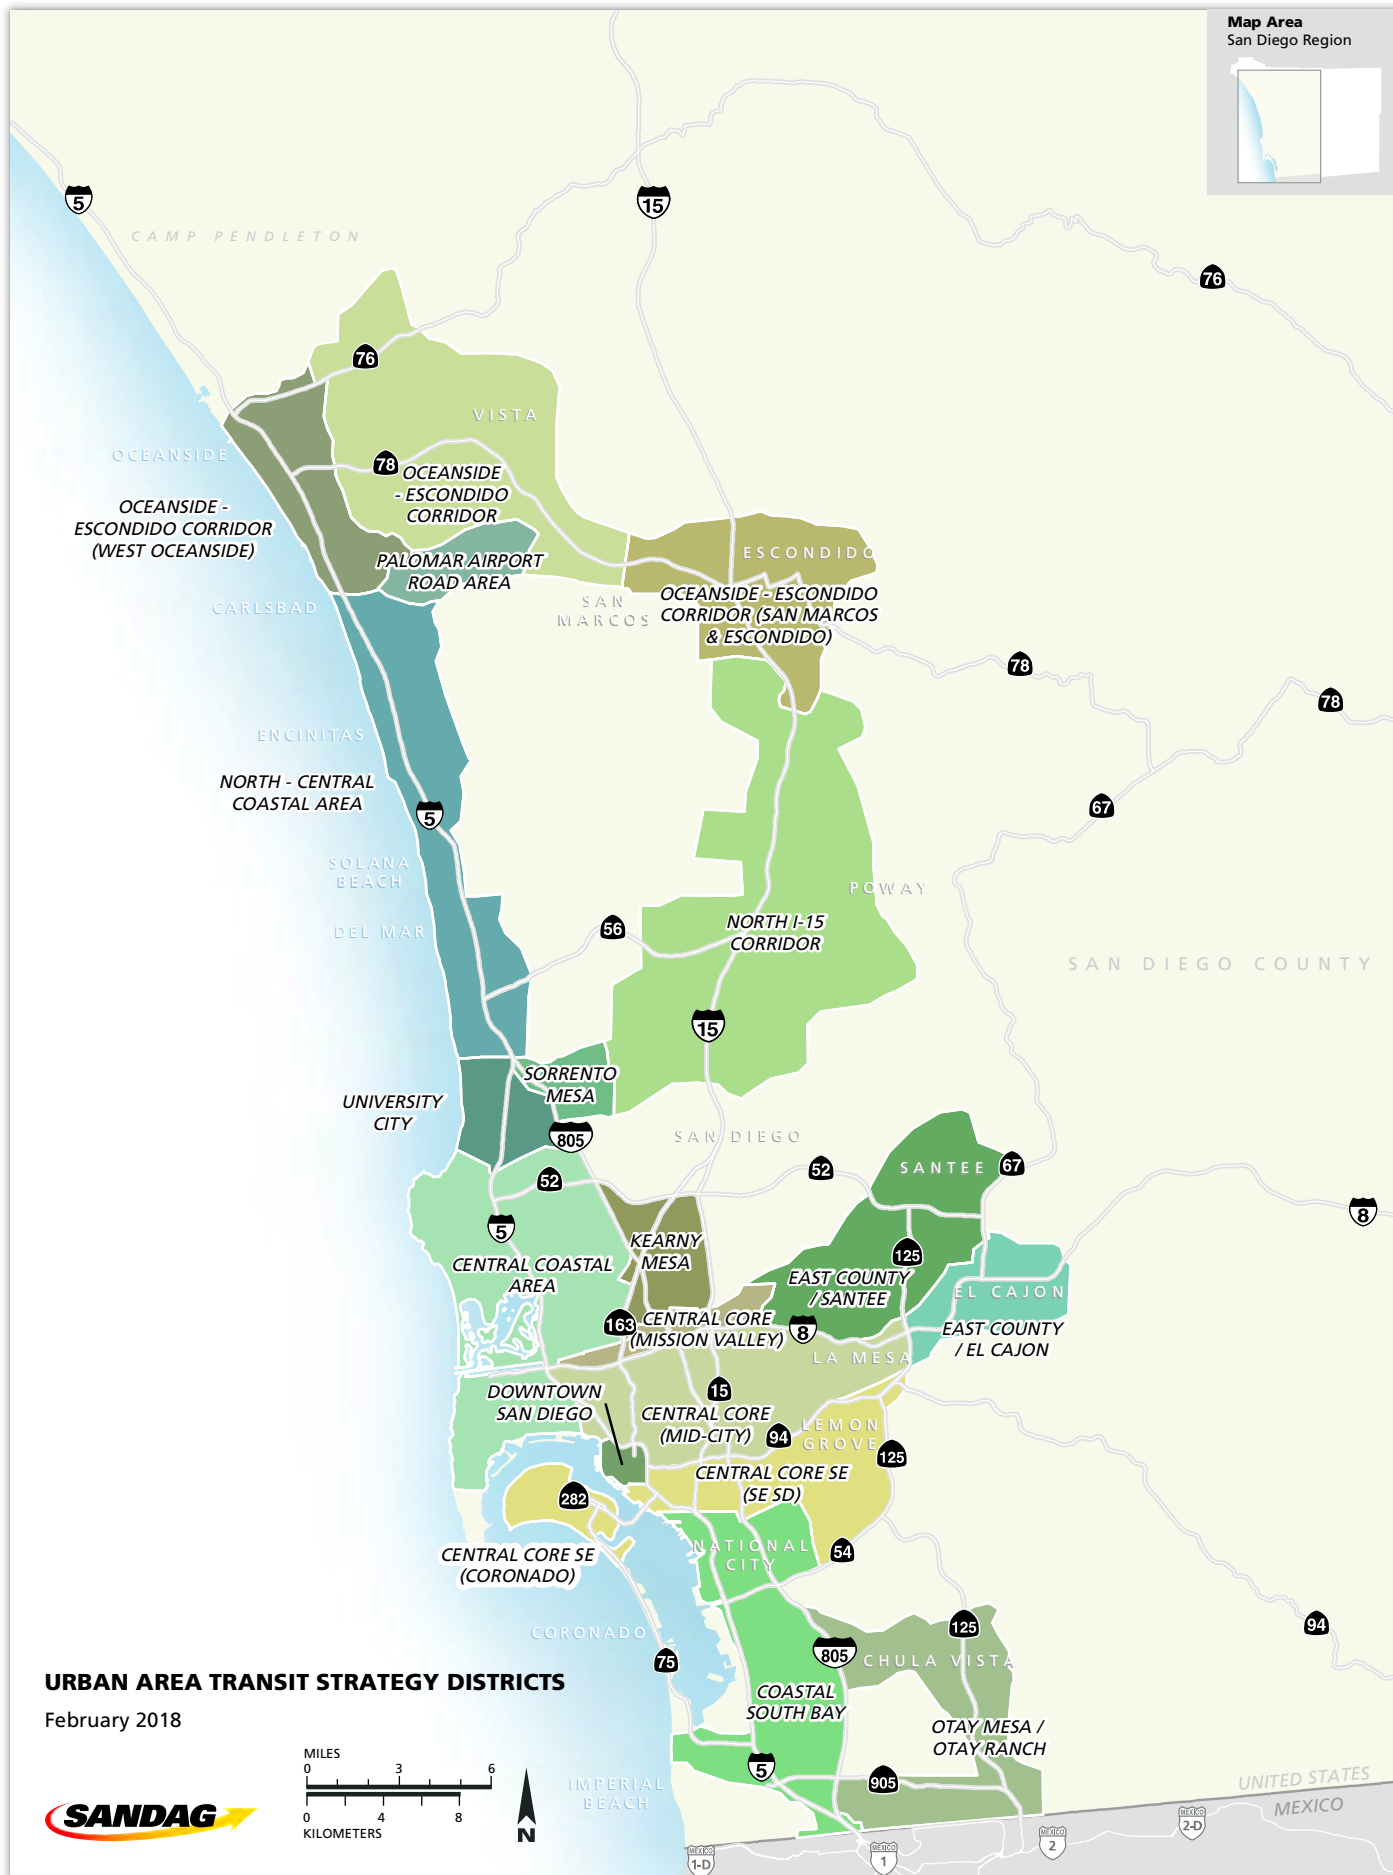 Map Area
San Diego Region
5
15
CAMP PENDLETON
76
76
VISTA
OCEANSIDE
78
OCEANSIDE
- ESCONDIDO
CORRIDOR
OCEANSIDE -
ESCONDIDO CORRIDOR
(WEST OCEANSIDE)
PALOMAR AIRPORT
ROAD AREA
ESCONDIDO
CARLSBAD
SAN
MARCOS
OCEANSIDE - ESCONDIDO
CORRIDOR (SAN MARCOS
& ESCONDIDO)
78
78
ENCINITAS
NORTH - CENTRAL
COASTAL AREA
5
67
SOLANA
BEACH
POWAY
DEL MAR
56
NORTH I-15
CORRIDOR
SAN DIEGO COUNTY
15
SORRENTO
MESA
UNIVERSITY
CITY
805
SAN DIEGO
52
52
SANTEE
67
8
5
KEARNY
MESA
125
CENTRAL COASTAL
AREA
EAST COUNTY
/ SANTEE
EL CAJON
163
CENTRAL CORE
(MISSION VALLEY)
8
EAST COUNTY
/ EL CAJON
LA MESA
DOWNTOWN
SAN DIEGO
15
CENTRAL CORE
(MID-CITY)
94
LEMON
GROVE
125
CENTRAL CORE SE
(SE SD)
282
CENTRAL CORE SE
(CORONADO)
NATIONAL
CITY
54
CORONADO
75
805
125
94
CHULA VISTA
COASTAL
SOUTH BAY
OTAY MESA /
OTAY RANCH
5
905
IMPERIAL
BEACH
UNITED STATES
MEXICO
MEXICO
1-D
MEXICO
1
MEXICO
2
MEXICO
2-D
URBAN AREA TRANSIT STRATEGY DISTRICTS
February 2018
MILES
0 3 6
0 4 8
KILOMETERS
N
SANDAG